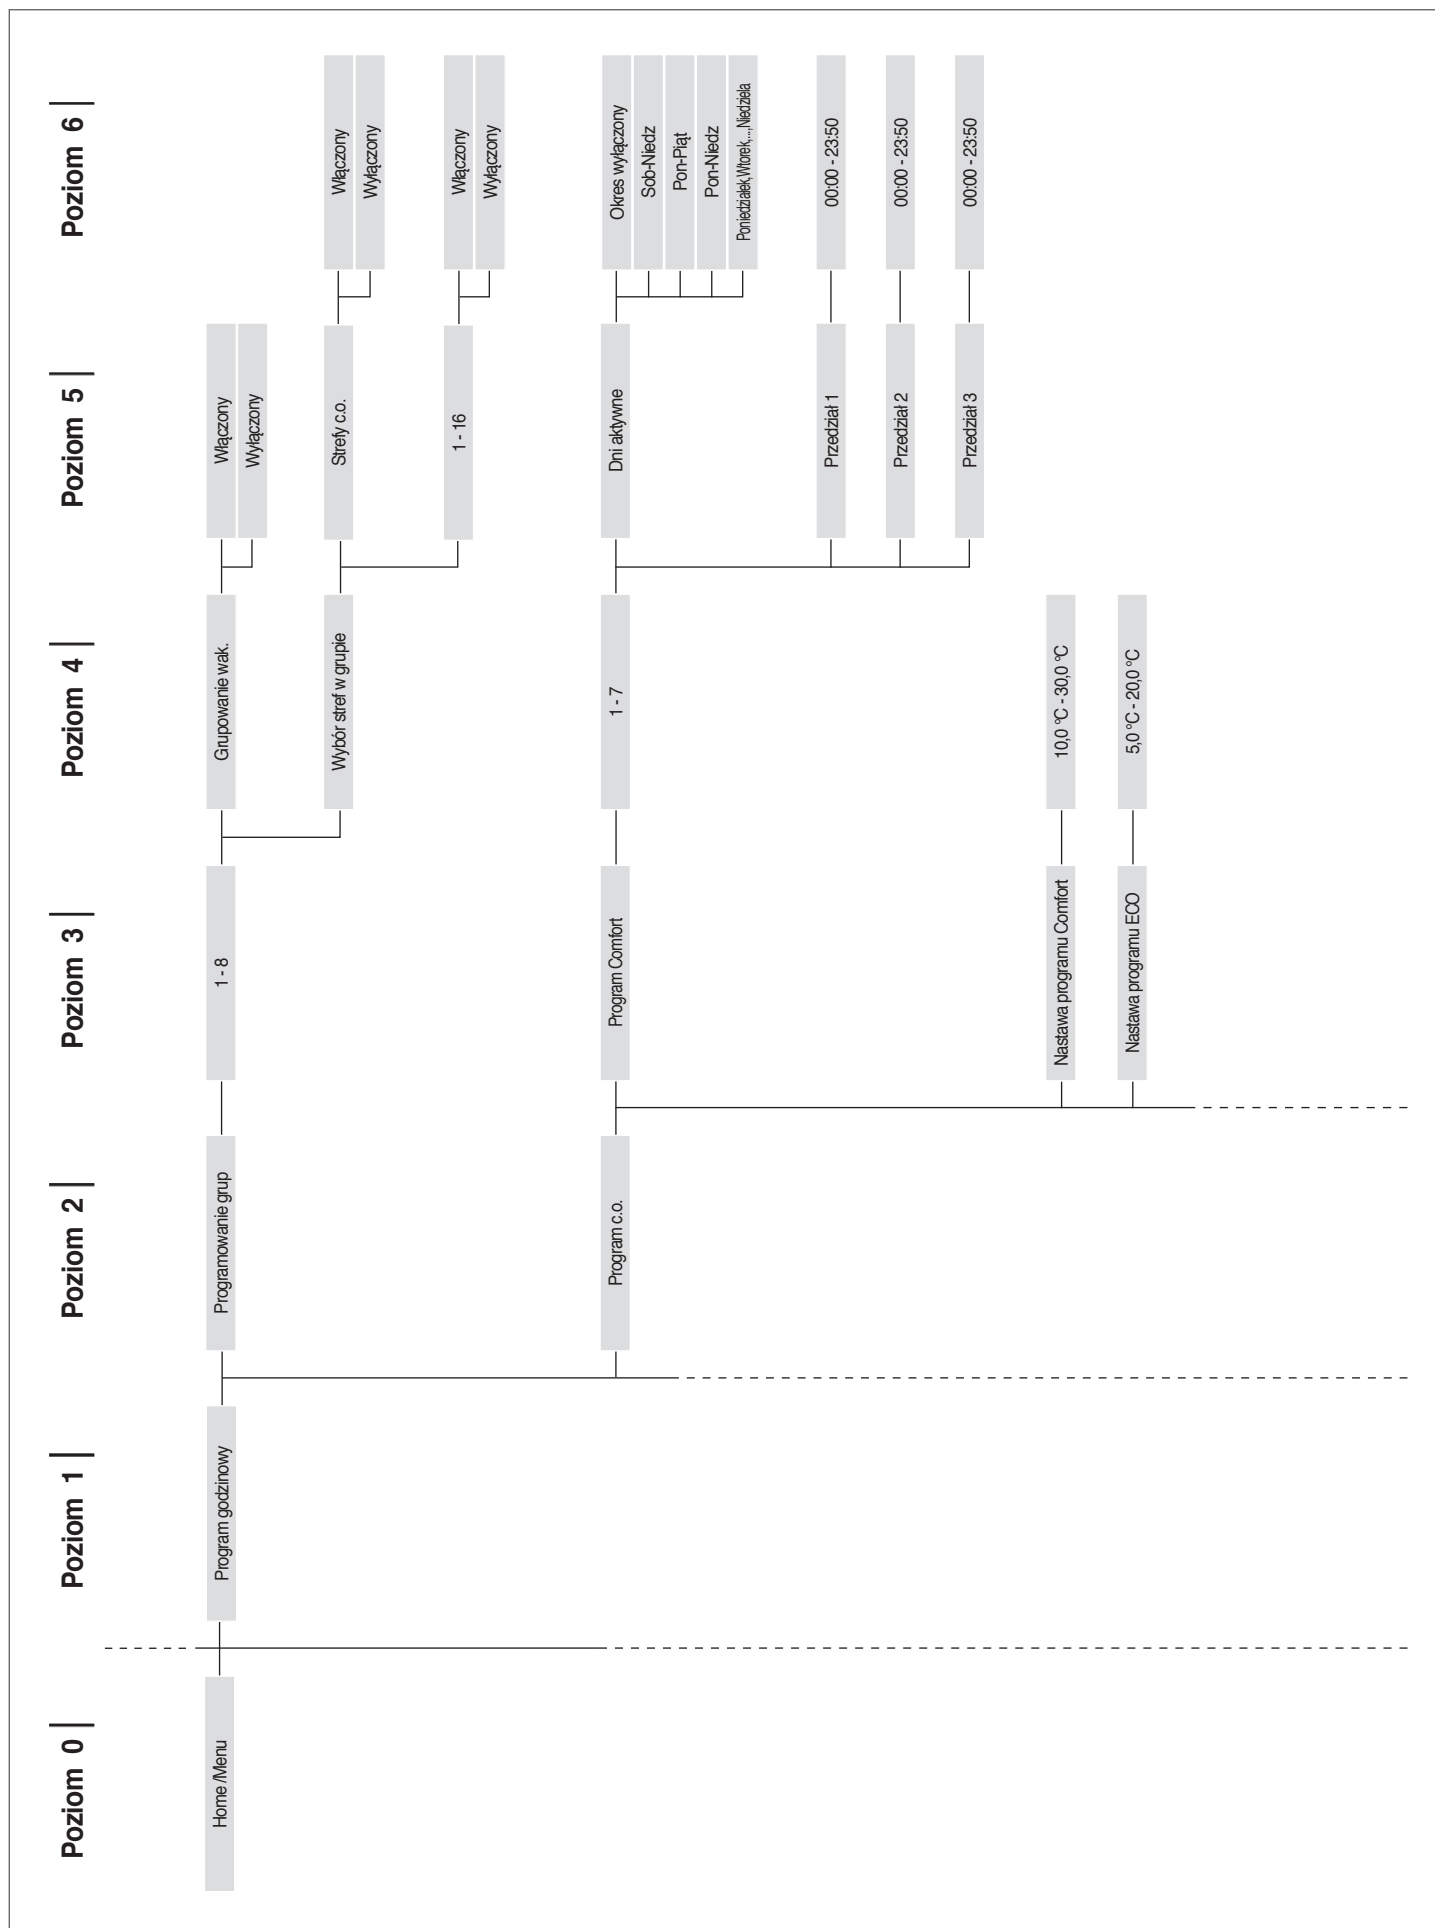 Poziom 0
Poziom 1
Poziom 2
Poziom 3
Poziom 4
Poziom 5
Poziom 6
Home /Menu
Program godzinowy
Programowanie grup
1 - 8
Grupowanie wak.
Włączony
Wyłączony
Wybór stref w grupie
Strefy c.o.
Włączony
Wyłączony
1 - 16
Włączony
Wyłączony
Program c.o.
Program Comfort
1 - 7
Dni aktywne
Okres wyłączony
Sob-Niedz
Pon-Piąt
Pon-Niedz
Poniedziałek,Wtorek,...,Niedziela
Przedział 1
00:00 - 23:50
Przedział 2
00:00 - 23:50
Przedział 3
00:00 - 23:50
Nastawa programu Comfort
10,0 °C - 30,0 °C
Nastawa programu ECO
5,0 °C - 20,0 °C